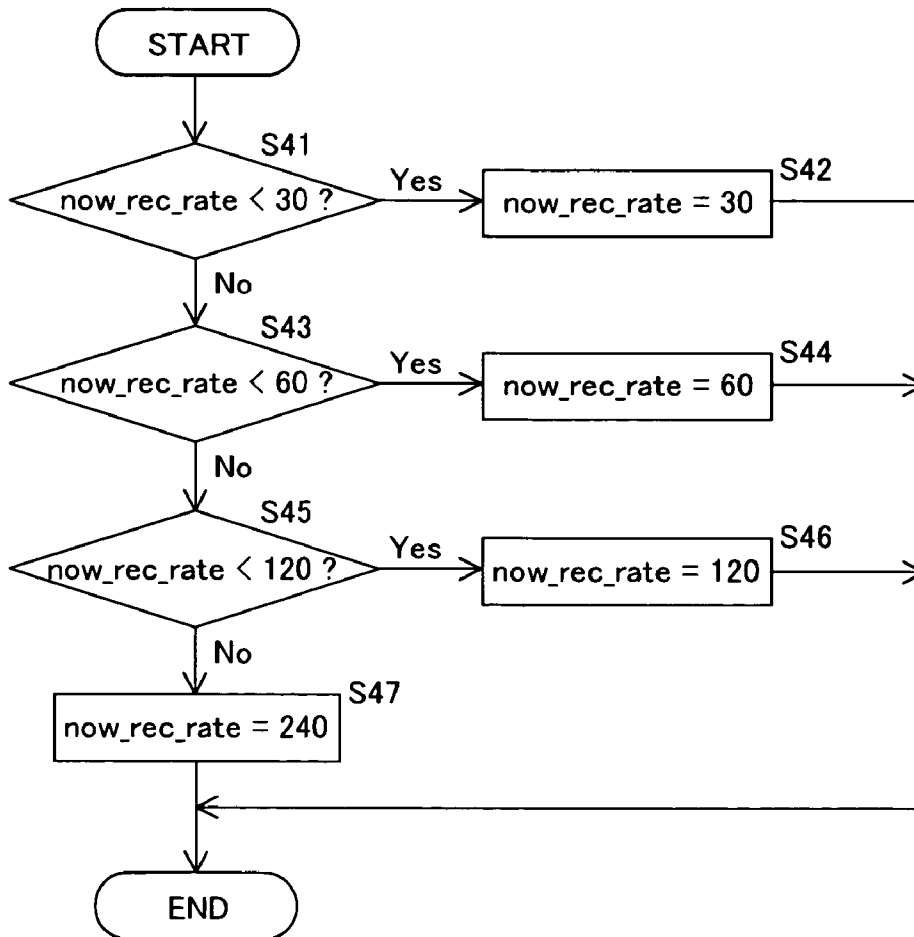 START
S41
now_rec_rate < 30 ?
Yes
S42
now_rec_rate = 30
No
S43
now_rec_rate < 60 ?
Yes
S44
now_rec_rate = 60
No
S45
now_rec_rate < 120 ?
Yes
S46
now_rec_rate = 120
No
S47
now_rec_rate = 240
END